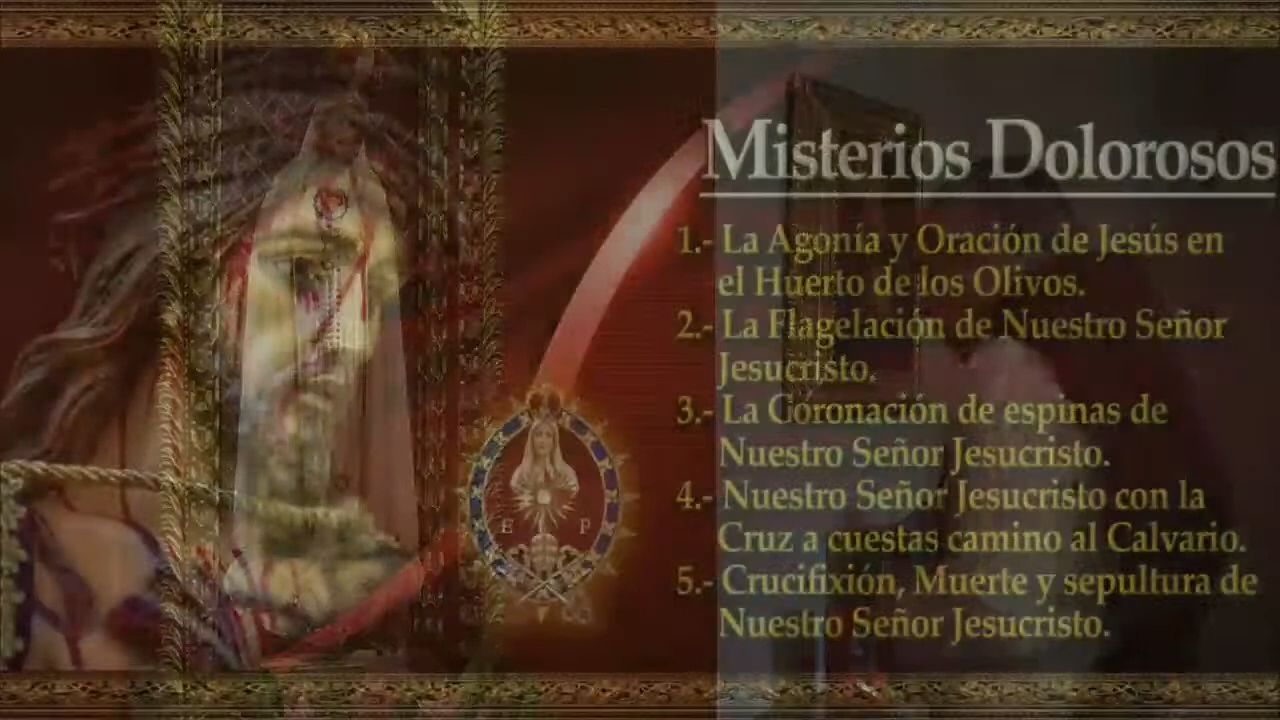 Misterios Dolorosos
1.- La Agonía y Oración de Jesús en
el Huerto de los Olivos.
2.- La Flagelación de Nuestro Señor
Jesucristo.
3.- La Coronación de espinas de
Nuestro Señor Jesucristo.
4.- Nuestro Señor Jesucristo con la
Cruz a cuestas camino al Calvario.
5.- Crucifixión, Muerte y sepultura de
Nuestro Señor Jesucristo.
E P